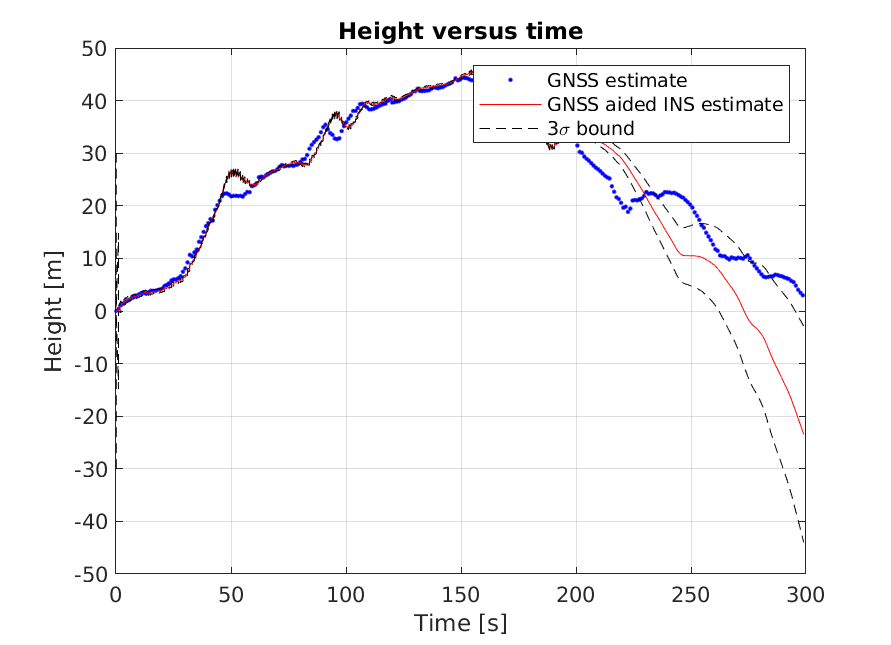 Height versus time
GNSS estimate
GNSS aided INS estimate
3σ bound
Height [m]
50
40
30
20
10
0
-10
-20
-30
-40
-50
0 50 100 150 200 250 300
Time [s]